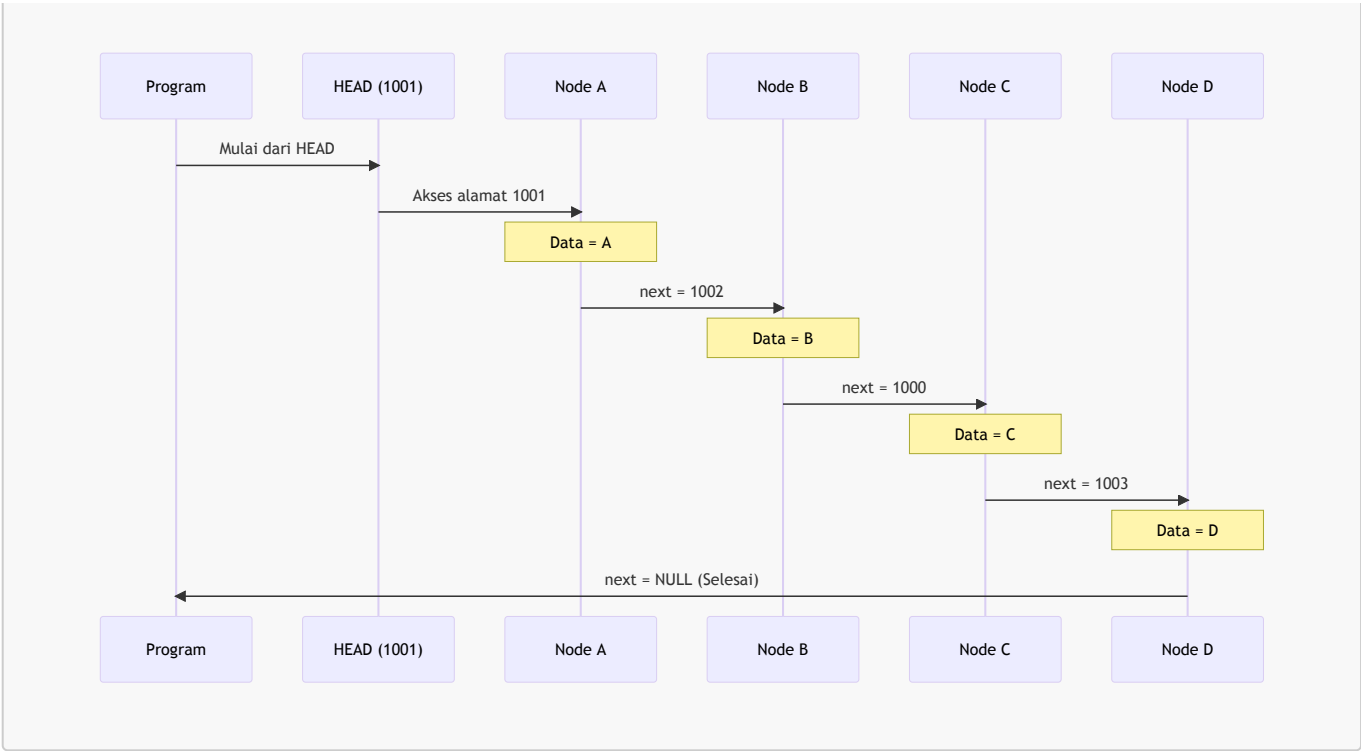 Program
HEAD (1001)
Node A
Node B
Node C
Node D
Mulai dari HEAD
Akses alamat 1001
Data = A
next = 1002
Data = B
next = 1000
Data = C
next = 1003
Data = D
next = NULL (Selesai)
Program
HEAD (1001)
Node A
Node B
Node C
Node D